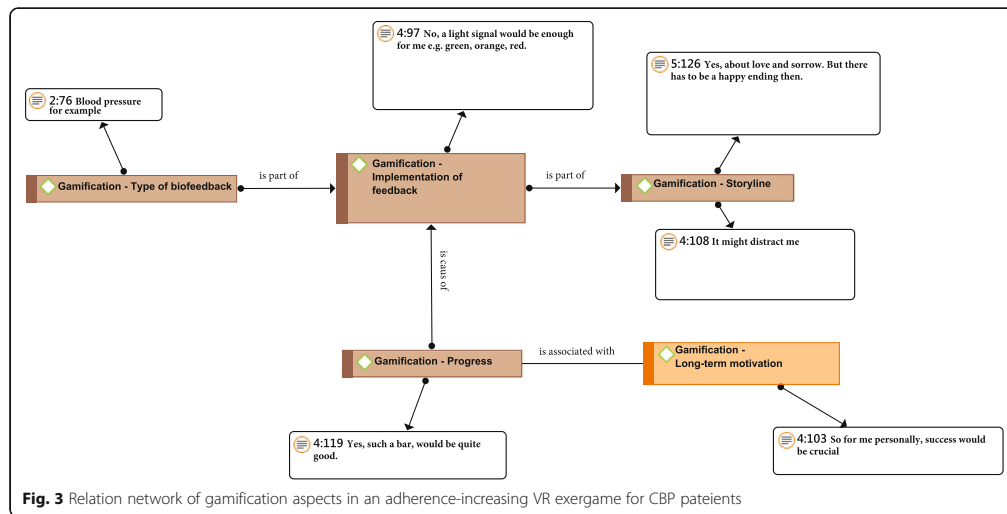 4:97 No, a light signal would be enough
for me e.g. green, orange, red.
5:126 Yes, about love and sorrow. But there
has to be a happy ending then.
2:76 Blood pressure
for example
Gamification - Type of biofeedback
is part of
Gamification -
Implementation of
feedback
is part of
Gamification - Storyline
4:108 It might distract me
is caus of
Gamification - Progress
is associated with
Gamification -
Long-term motivation
4:119 Yes, such a bar, would be quite
good.
4:103 So for me personally, success would
be crucial
Fig. 3 Relation network of gamification aspects in an adherence-increasing VR exergame for CBP pateients